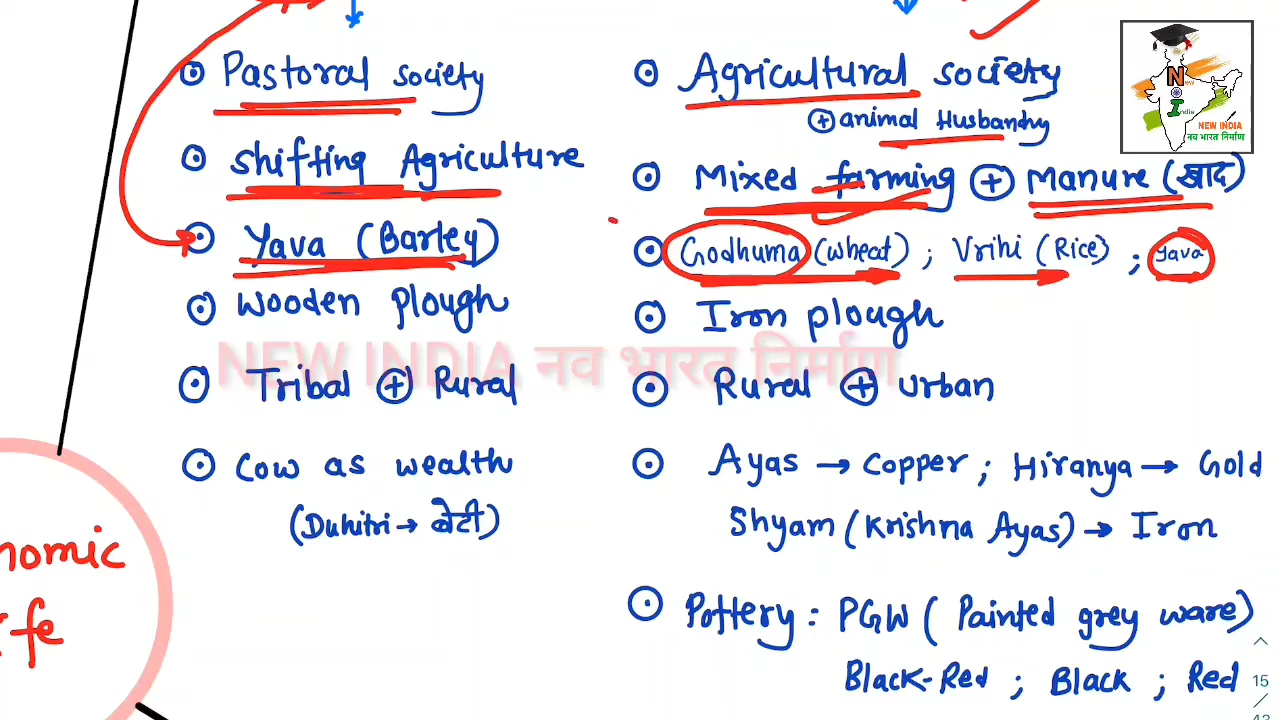 Pastoral society
Shifting Agriculture
Yava (Barley)
Wooden plough
Tribal + Rural
Cow as wealth
(Duhitri → बेटी)
Agricultural society
+ animal Husbandry
Mixed farming + Manure (खाद)
Godhuma (wheat) ; Vrihi (Rice) ; Yava
Iron plough
Rural + urban
Ayas → Copper ; Hiranya → Gold
Shyam (Krishna Ayas) → Iron
Pottery : PGW ( Painted grey ware)
Black-Red ; Black ; Red
nomic
fe
NEW INDIA नव भारत निर्माण
N
I
India
NEW INDIA
नव भारत निर्माण
15
/
43